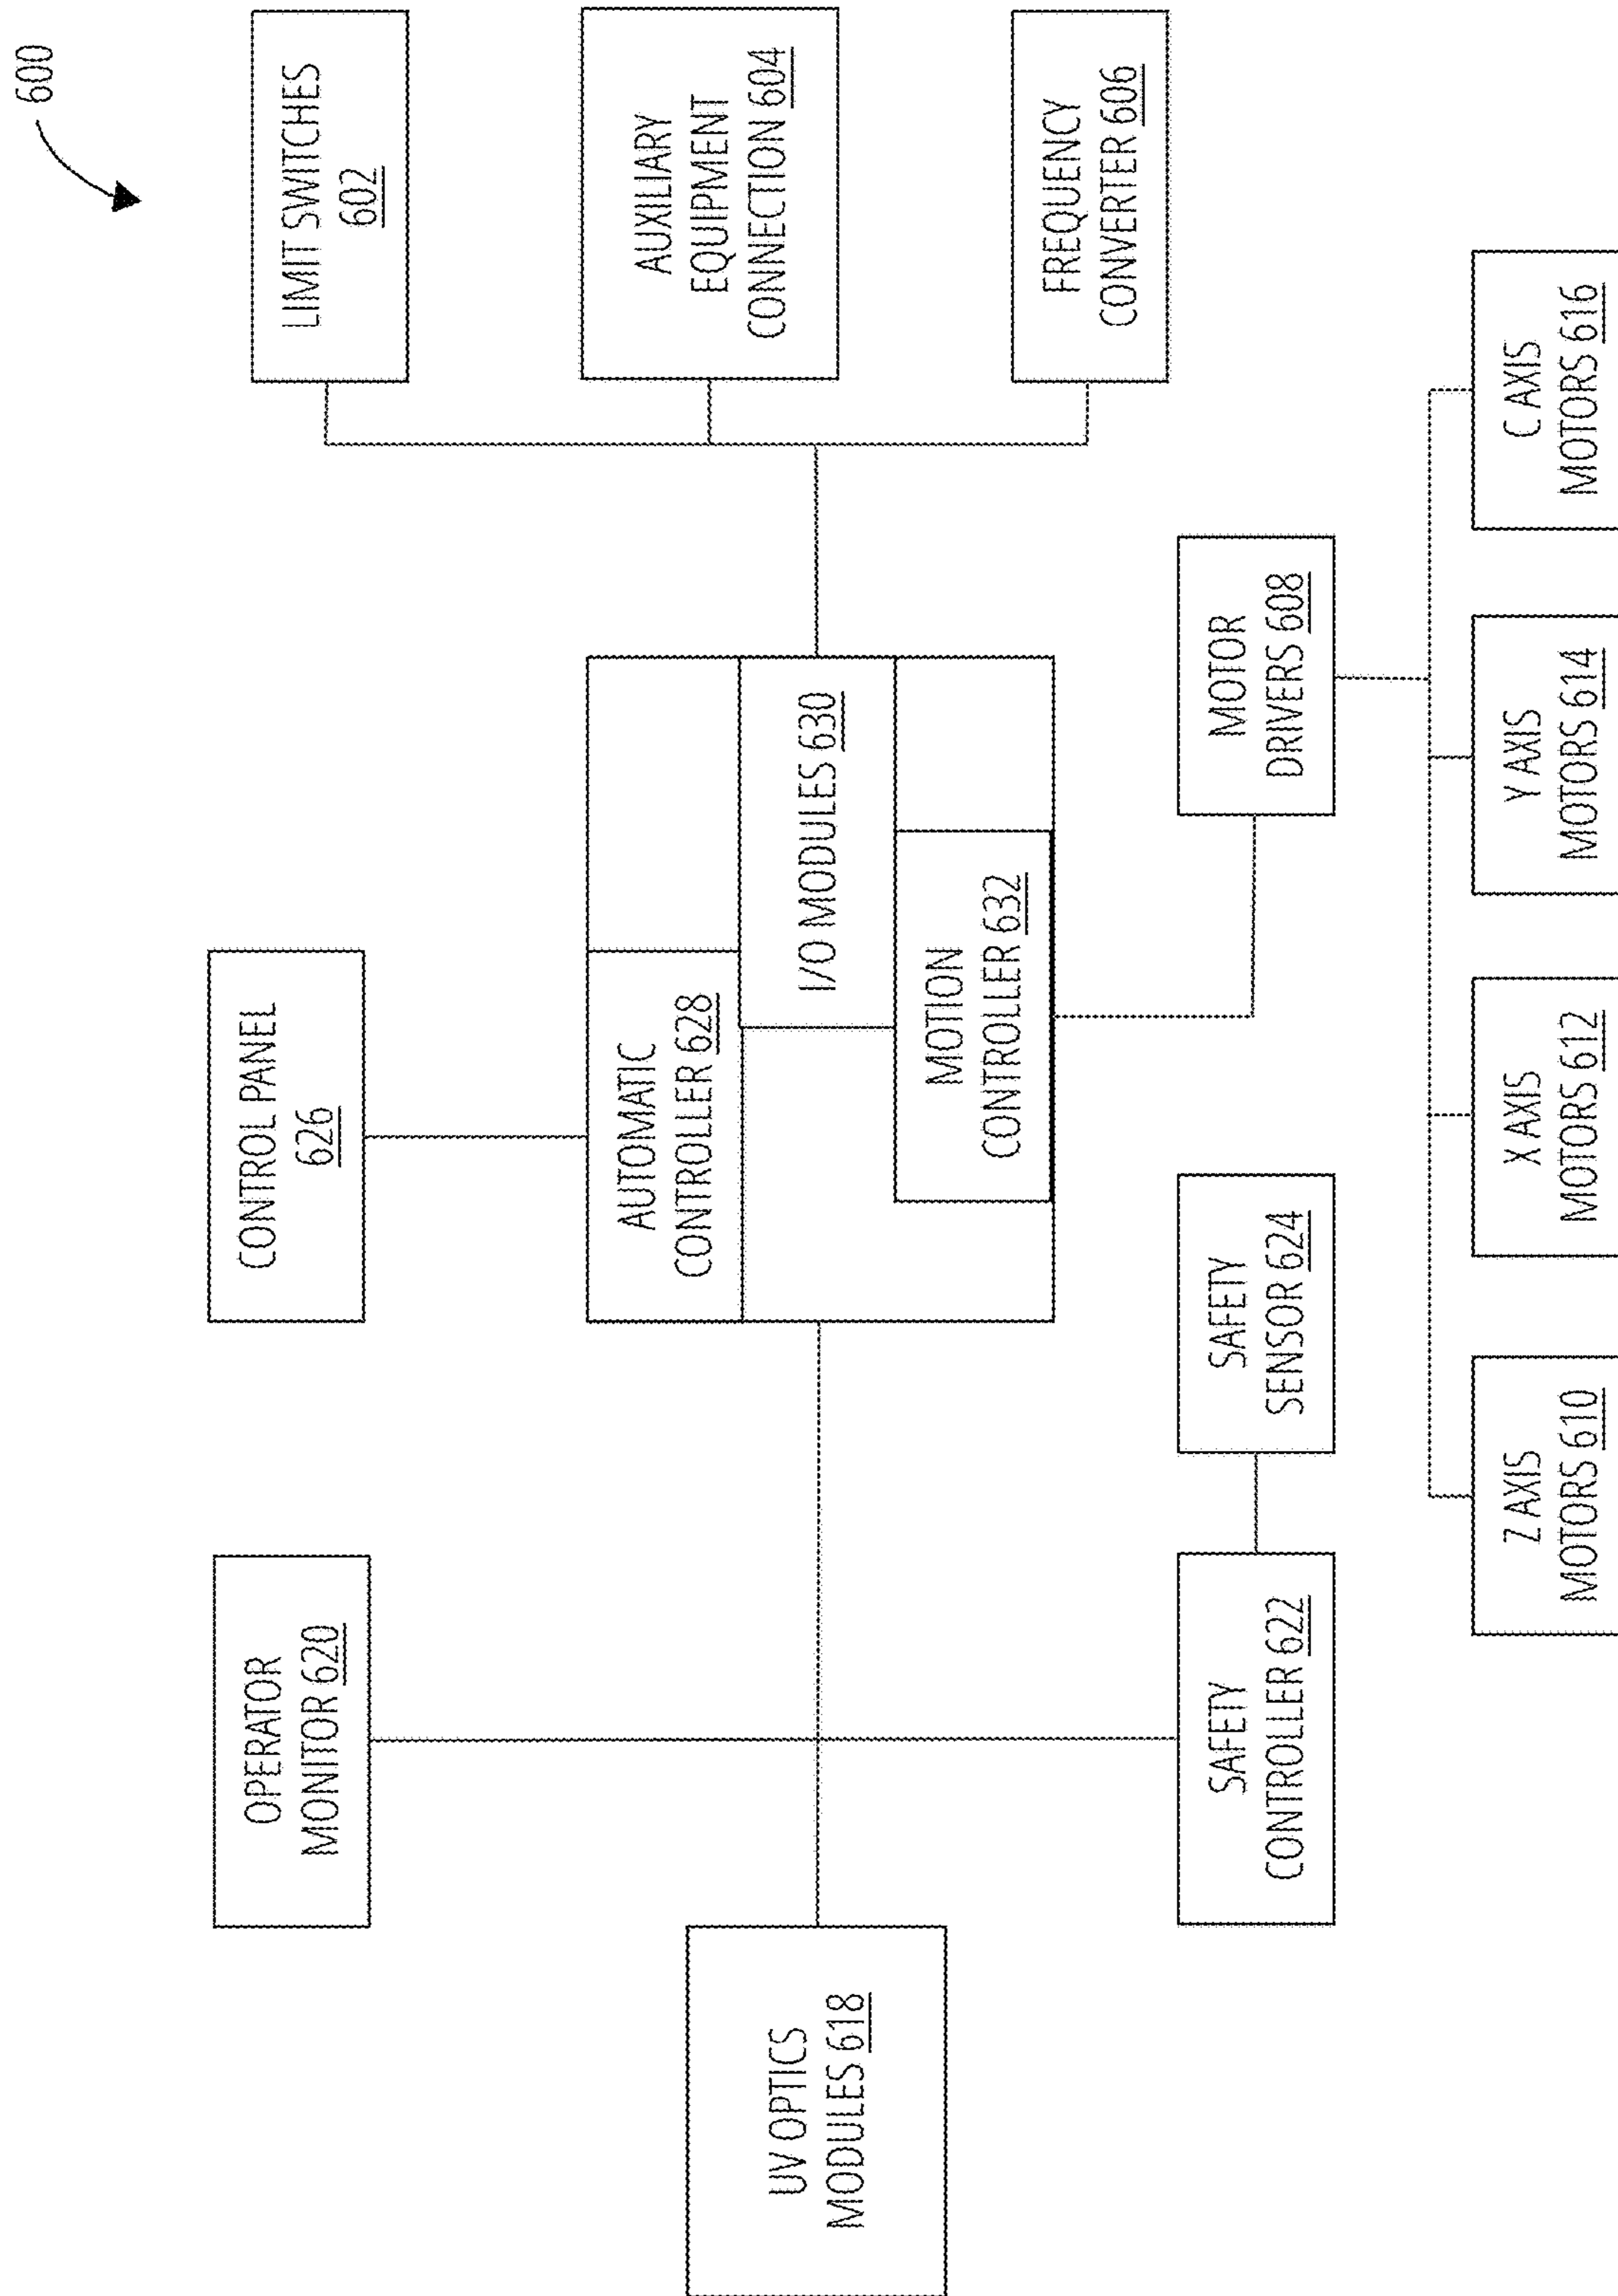 600
OPERATOR
MONITOR 620
CONTROL PANEL
626
LIMIT SWITCHES
602
UV OPTICS
MODULES 618
AUTOMATIC
CONTROLLER 628
I/O MODULES 630
MOTION
CONTROLLER 632
AUXILIARY
EQUIPMENT
CONNECTION 604
FREQUENCY
CONVERTER 606
SAFETY
CONTROLLER 622
SAFETY
SENSOR 624
MOTOR
DRIVERS 608
Z AXIS
MOTORS 610
X AXIS
MOTORS 612
Y AXIS
MOTORS 614
C AXIS
MOTORS 616